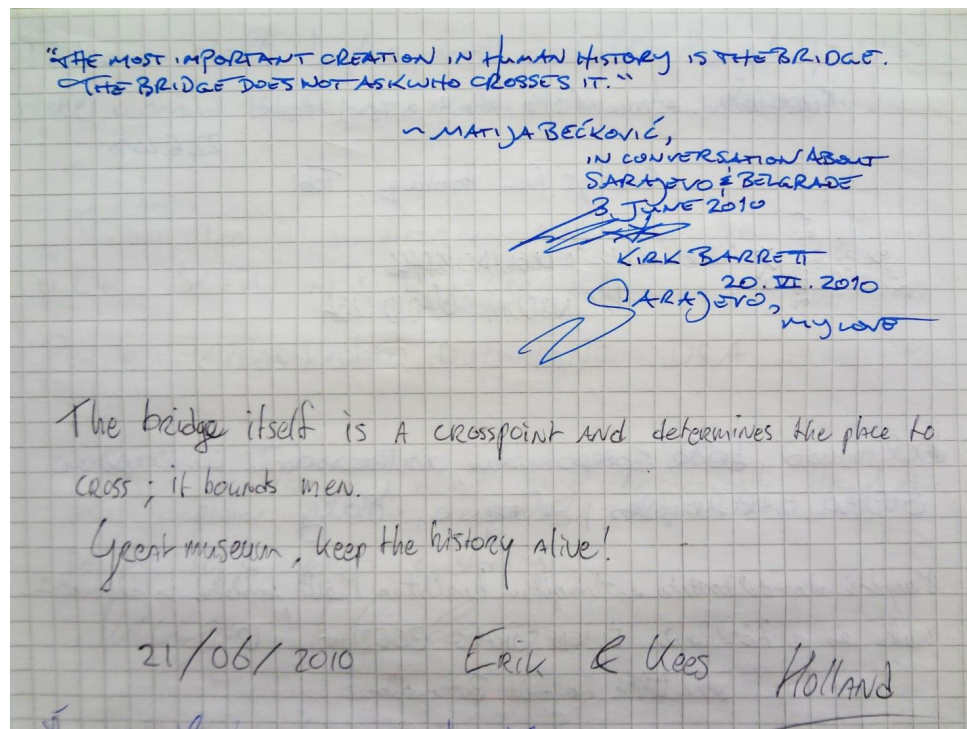 "THE MOST IMPORTANT CREATION IN HUMAN HISTORY IS THE BRIDGE.
THE BRIDGE DOES NOT ASK WHO CROSSES IT."
~ MATIJA BEĆKOVIĆ,
IN CONVERSATION ABOUT
SARAJEVO & BELGRADE
3. JUNE 2010
KIRK BARRETT
20. VI. 2010
SARAJEVO,
MY LOVE
The bridge itself is A crosspoint and determines the place to
cross; it bounds men.
Great museum, keep the history alive!
21/06/2010 Erik & Kees Holland